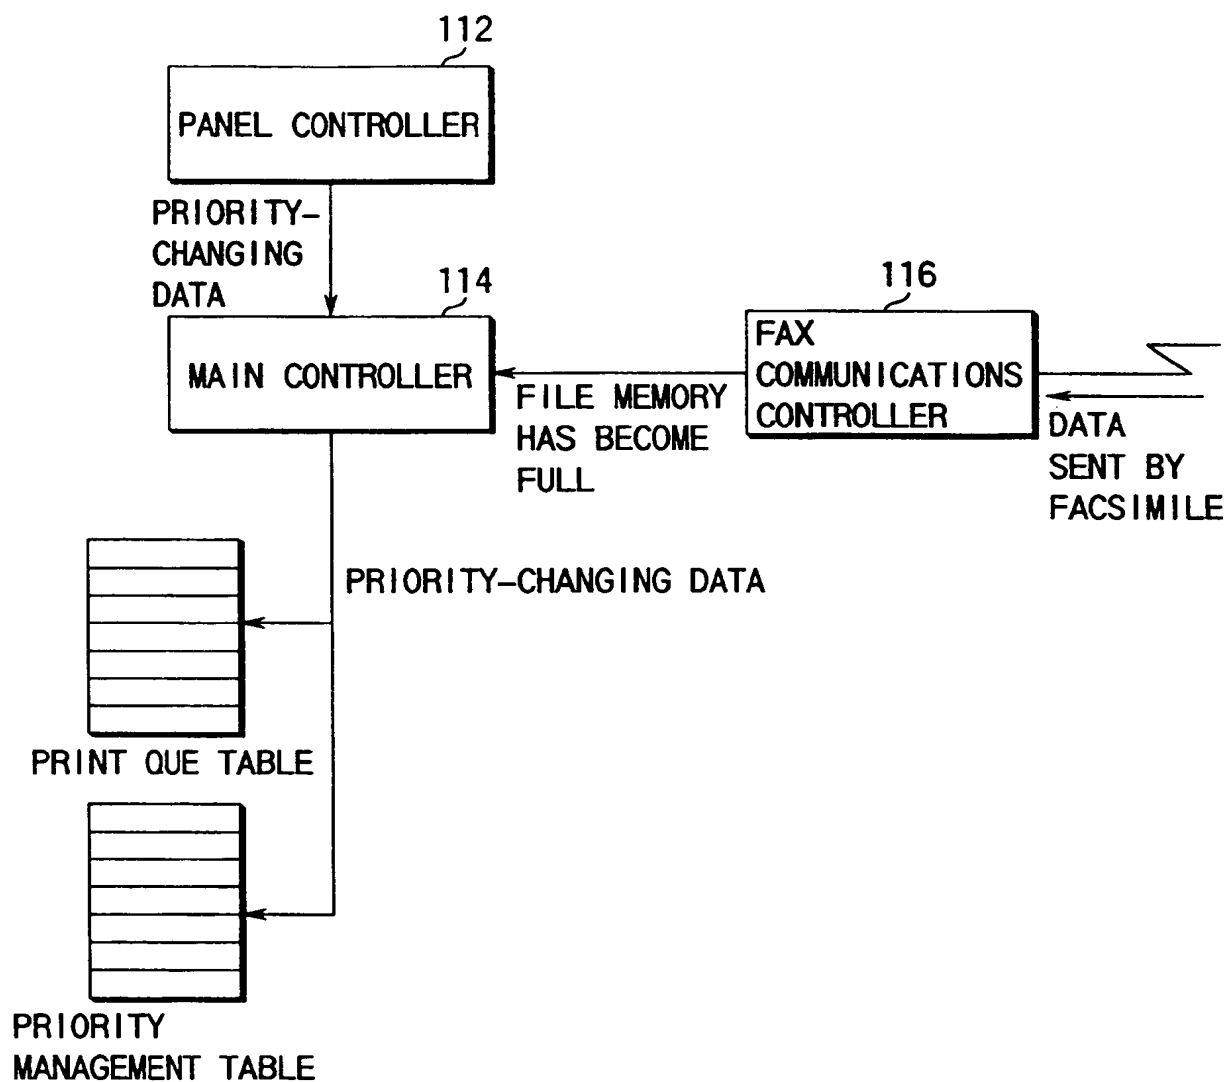 112
PANEL CONTROLLER
PRIORITY-
CHANGING
DATA
114
MAIN CONTROLLER
116
FAX
COMMUNICATIONS
CONTROLLER
FILE MEMORY
HAS BECOME
FULL
DATA
SENT BY
FACSIMILE
PRIORITY-CHANGING DATA
PRINT QUE TABLE
PRIORITY
MANAGEMENT TABLE